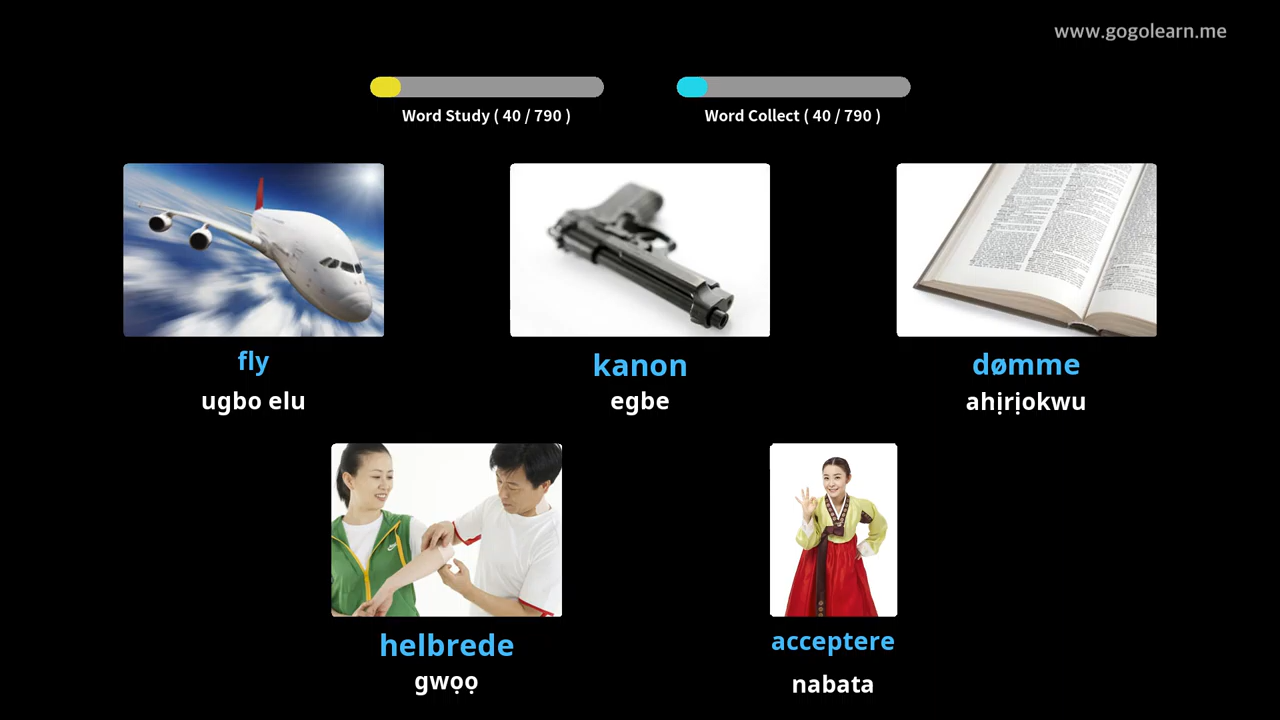 www.gogolearn.me
Word Study ( 40 / 790 )
Word Collect ( 40 / 790 )
fly
ugbo elu
kanon
egbe
dømme
ahịrịokwu
helbrede
gwọọ
acceptere
nabata